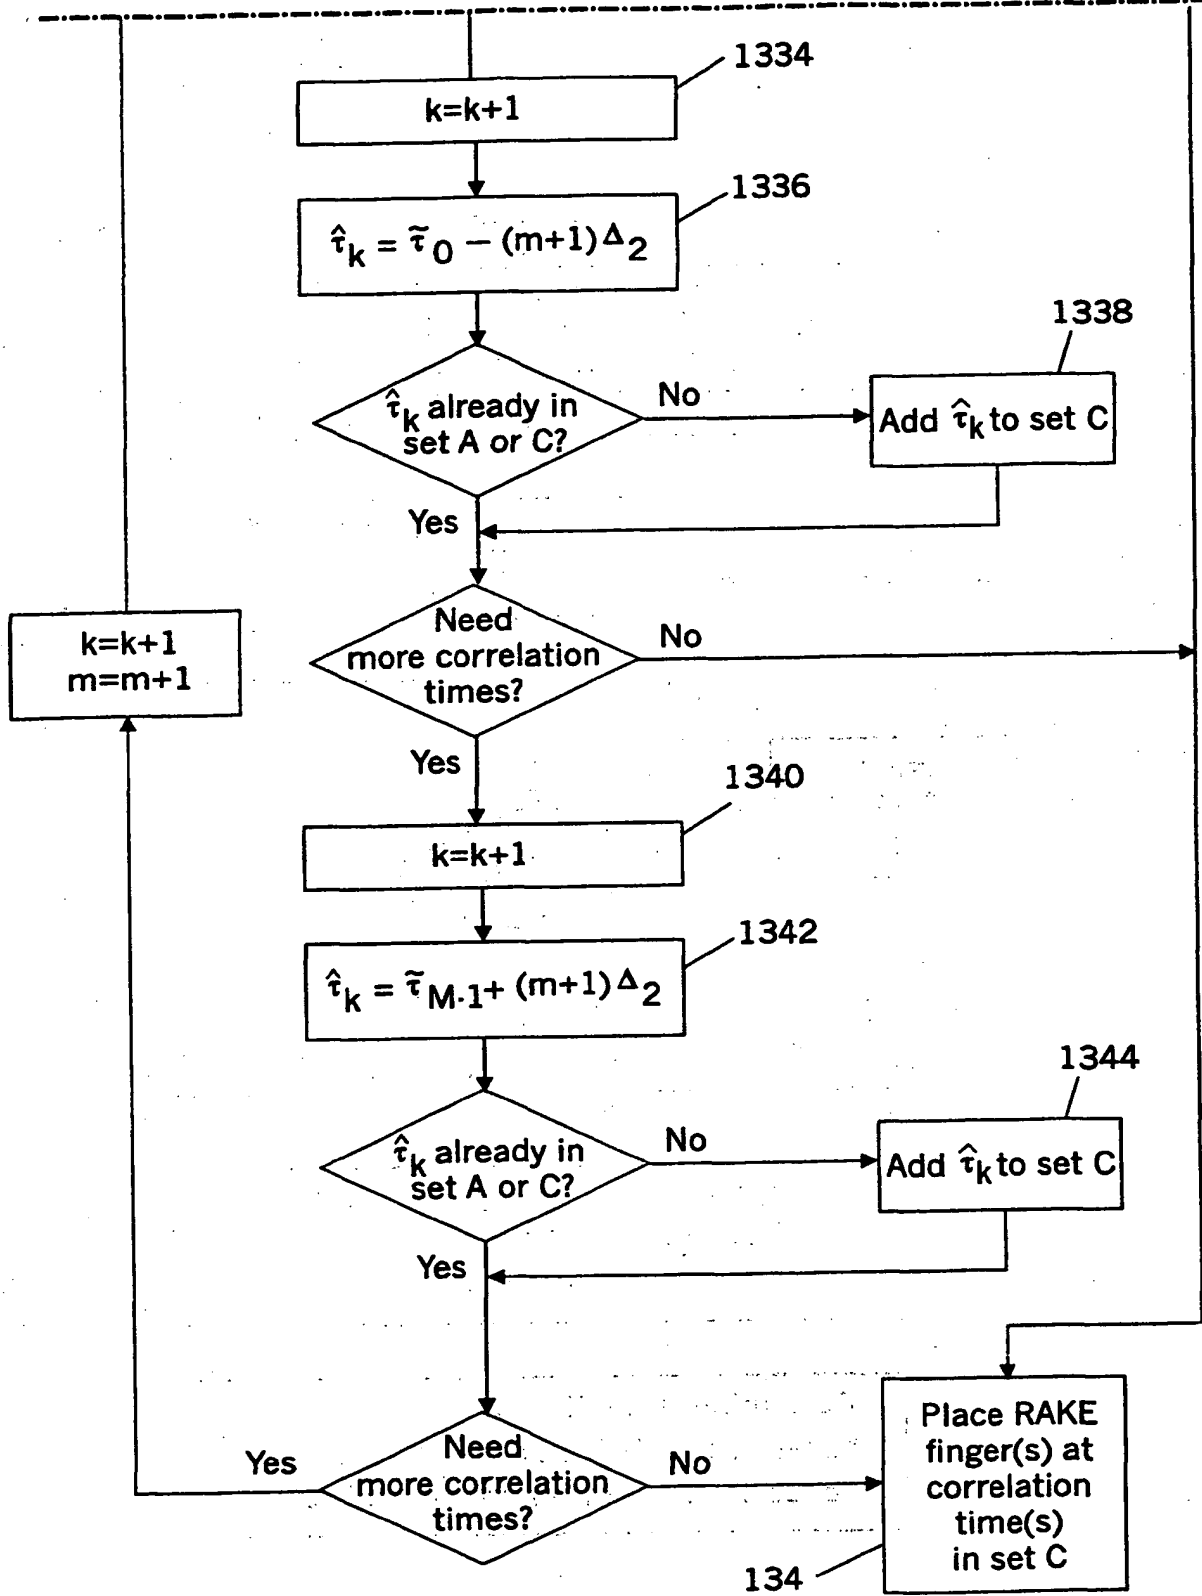 1334
k=k+1
1336
τ̂k = τ̃0 – (m+1)Δ2
1338
τ̂k already in
set A or C?
No
Add τ̂k to set C
Yes
Need
more correlation
times?
No
k=k+1
m=m+1
Yes
1340
k=k+1
1342
τ̂k = τ̃M-1+ (m+1)Δ2
1344
τ̂k already in
set A or C?
No
Add τ̂k to set C
Yes
Need
more correlation
times?
Yes
No
Place RAKE
finger(s) at
correlation
time(s)
in set C
134